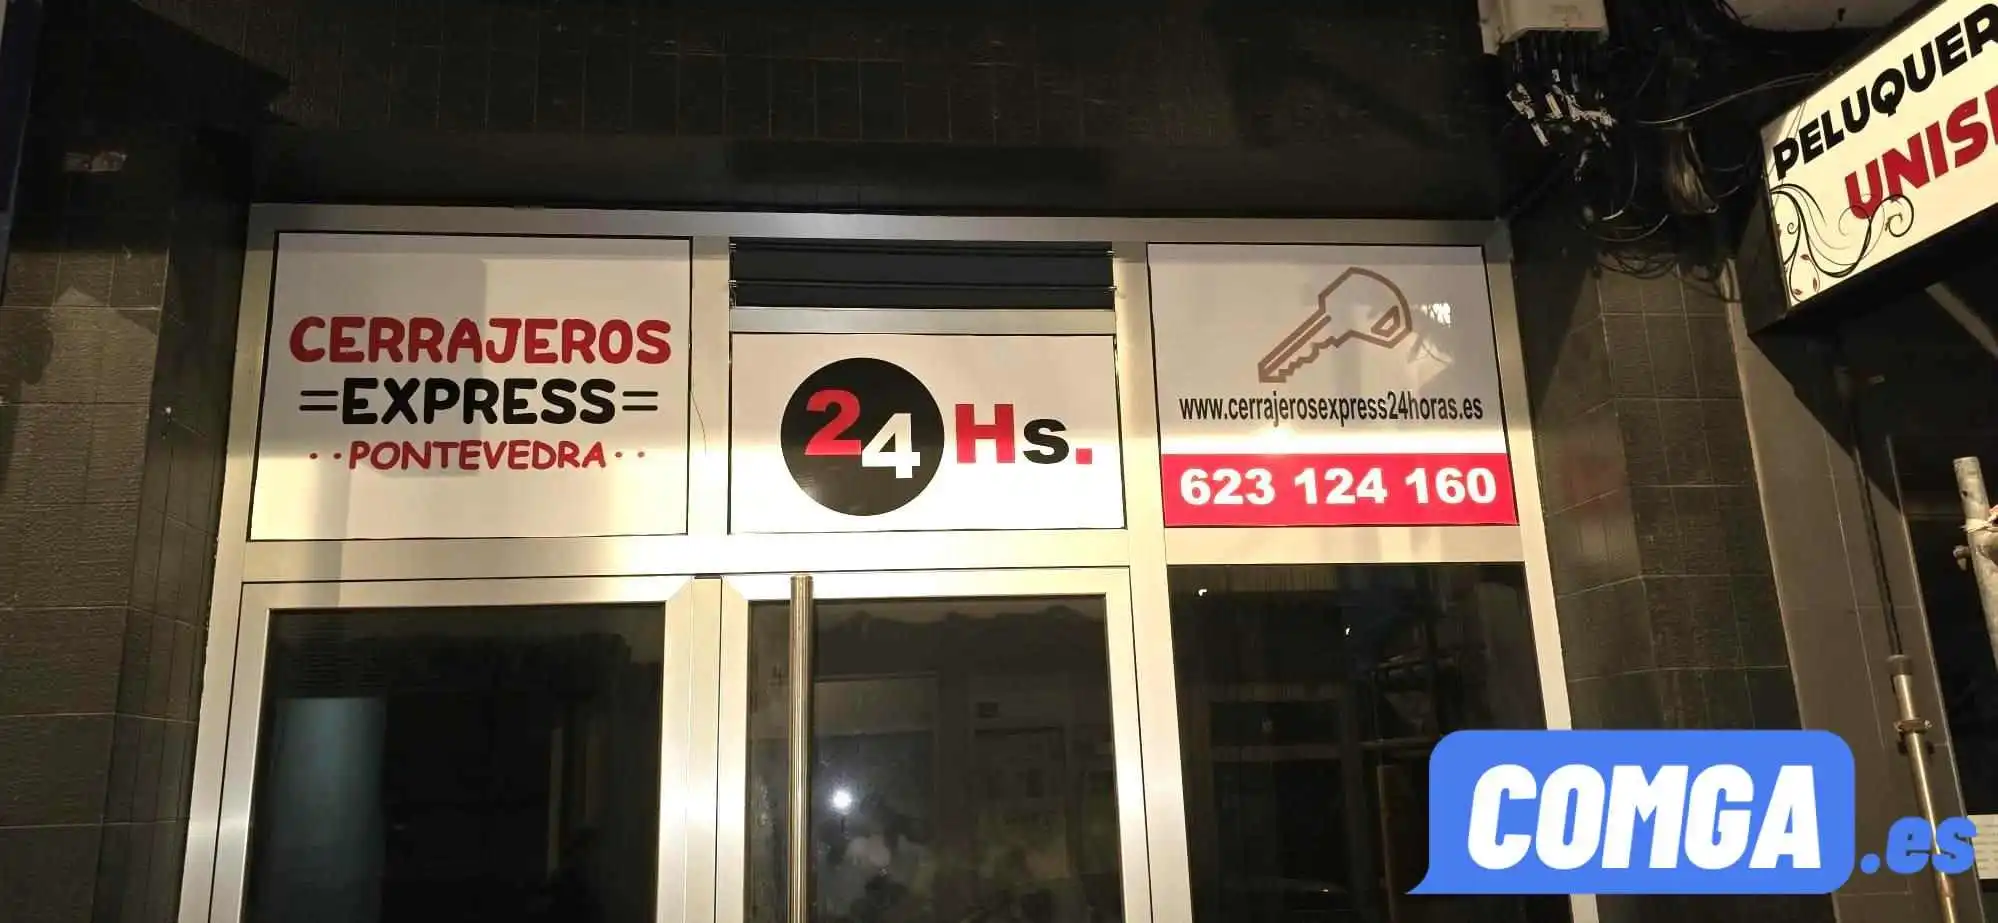 CERRAJEROS
=EXPRESS=
··PONTEVEDRA··
24 Hs.
www.cerrajerosexpress24horas.es
623 124 160
PELUQUER
UNIS
COMGA.es